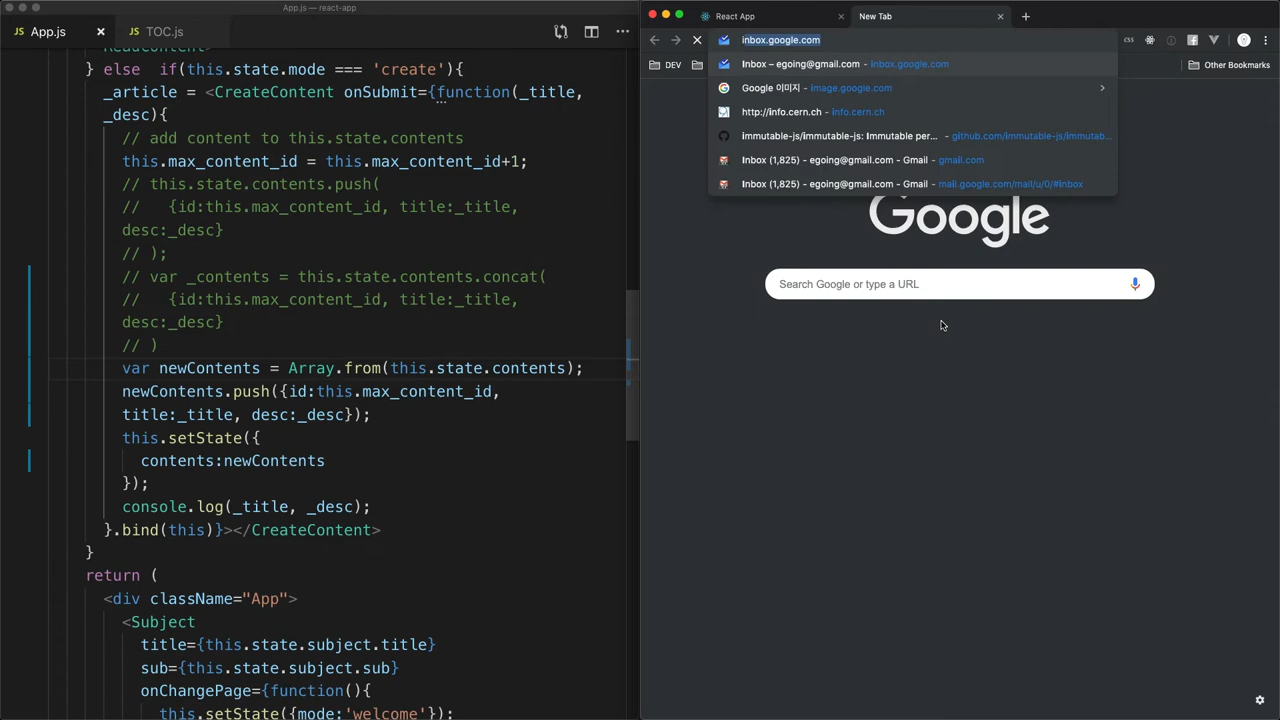 App.js — react-app
JS App.js
JS TOC.js
ReadContent>
} else  if(this.state.mode === 'create'){
_article = <CreateContent onSubmit={function(_title,
_desc){
// add content to this.state.contents
this.max_content_id = this.max_content_id+1;
// this.state.contents.push(
//   {id:this.max_content_id, title:_title,
desc:_desc}
// );
// var _contents = this.state.contents.concat(
//   {id:this.max_content_id, title:_title,
desc:_desc}
// )
var newContents = Array.from(this.state.contents);
newContents.push({id:this.max_content_id,
title:_title, desc:_desc});
this.setState({
contents:newContents
});
console.log(_title, _desc);
}.bind(this)}></CreateContent>
}
return (
<div className="App">
<Subject
title={this.state.subject.title}
sub={this.state.subject.sub}
onChangePage={function(){
this.setState({mode:'welcome'});
React App
New Tab
inbox.google.com
css
DEV
Other Bookmarks
Inbox – egoing@gmail.com - inbox.google.com
Google 이미지 - image.google.com
http://info.cern.ch - info.cern.ch
immutable-js/immutable-js: Immutable per... - github.com/immutable-js/immutab...
Inbox (1,825) - egoing@gmail.com - Gmail - gmail.com
Inbox (1,825) - egoing@gmail.com - Gmail - mail.google.com/mail/u/0/#inbox
Google
Search Google or type a URL